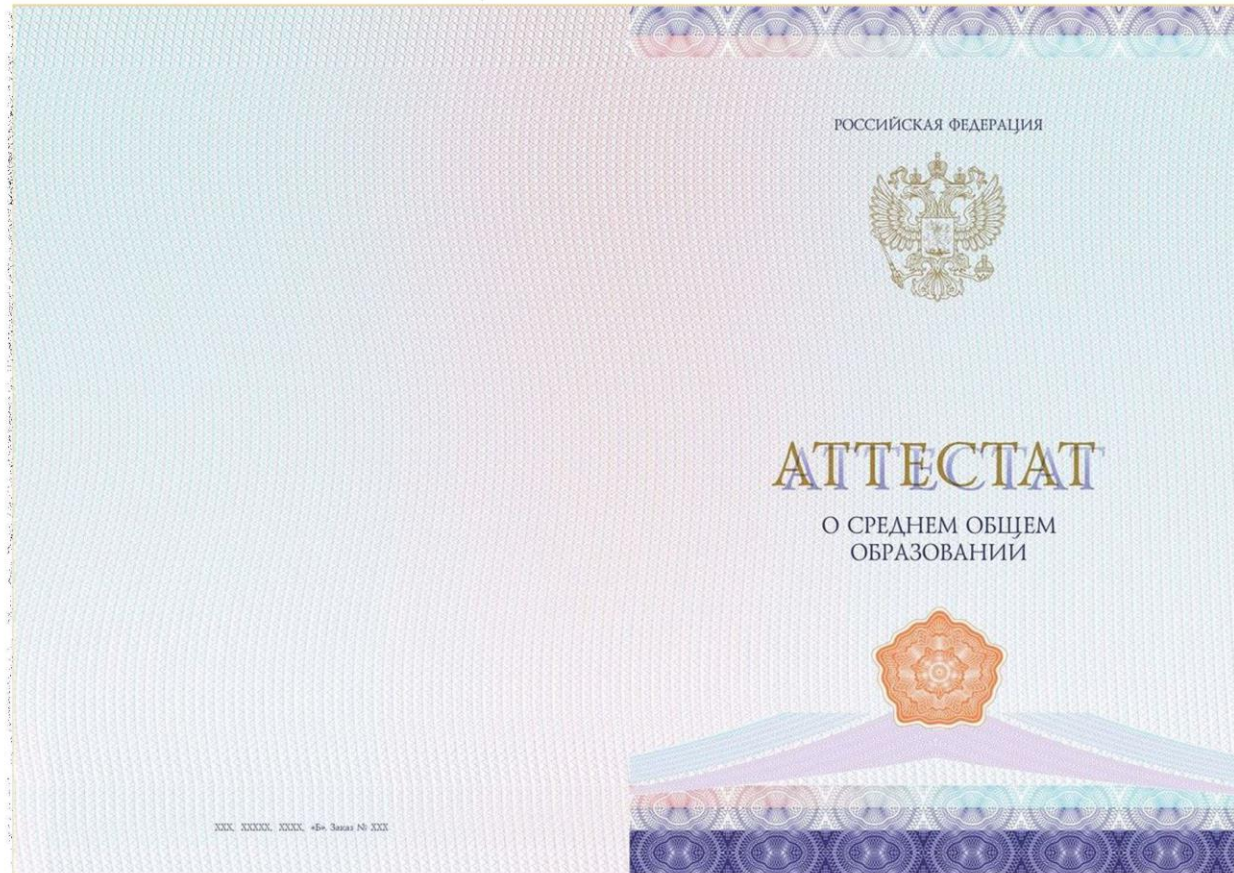 РОССИЙСКАЯ ФЕДЕРАЦИЯ
АТТЕСТАТ
О СРЕДНЕМ ОБЩЕМ
ОБРАЗОВАНИИ
XXX, XXXXX, XXXX, «Б». Заказ № XXX